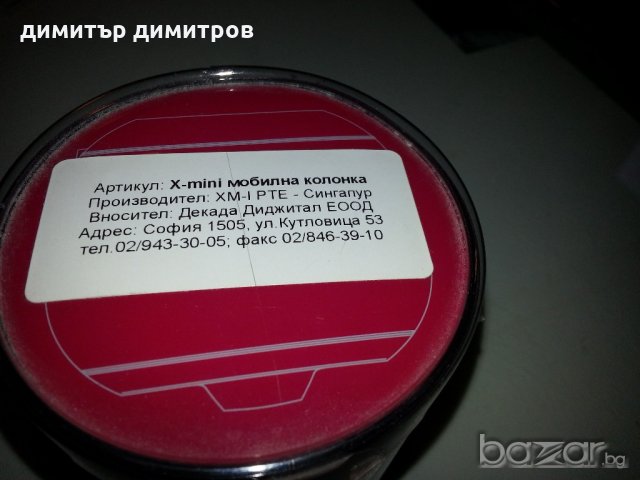 димитър димитров
Артикул: X-mini мобилна колонка
Производител: XM-I PTE - Сингапур
Вносител: Декада Диджитал ЕООД
Адрес: София 1505, ул.Кутловица 53
тел.02/943-30-05; факс 02/846-39-10
bazar.bg